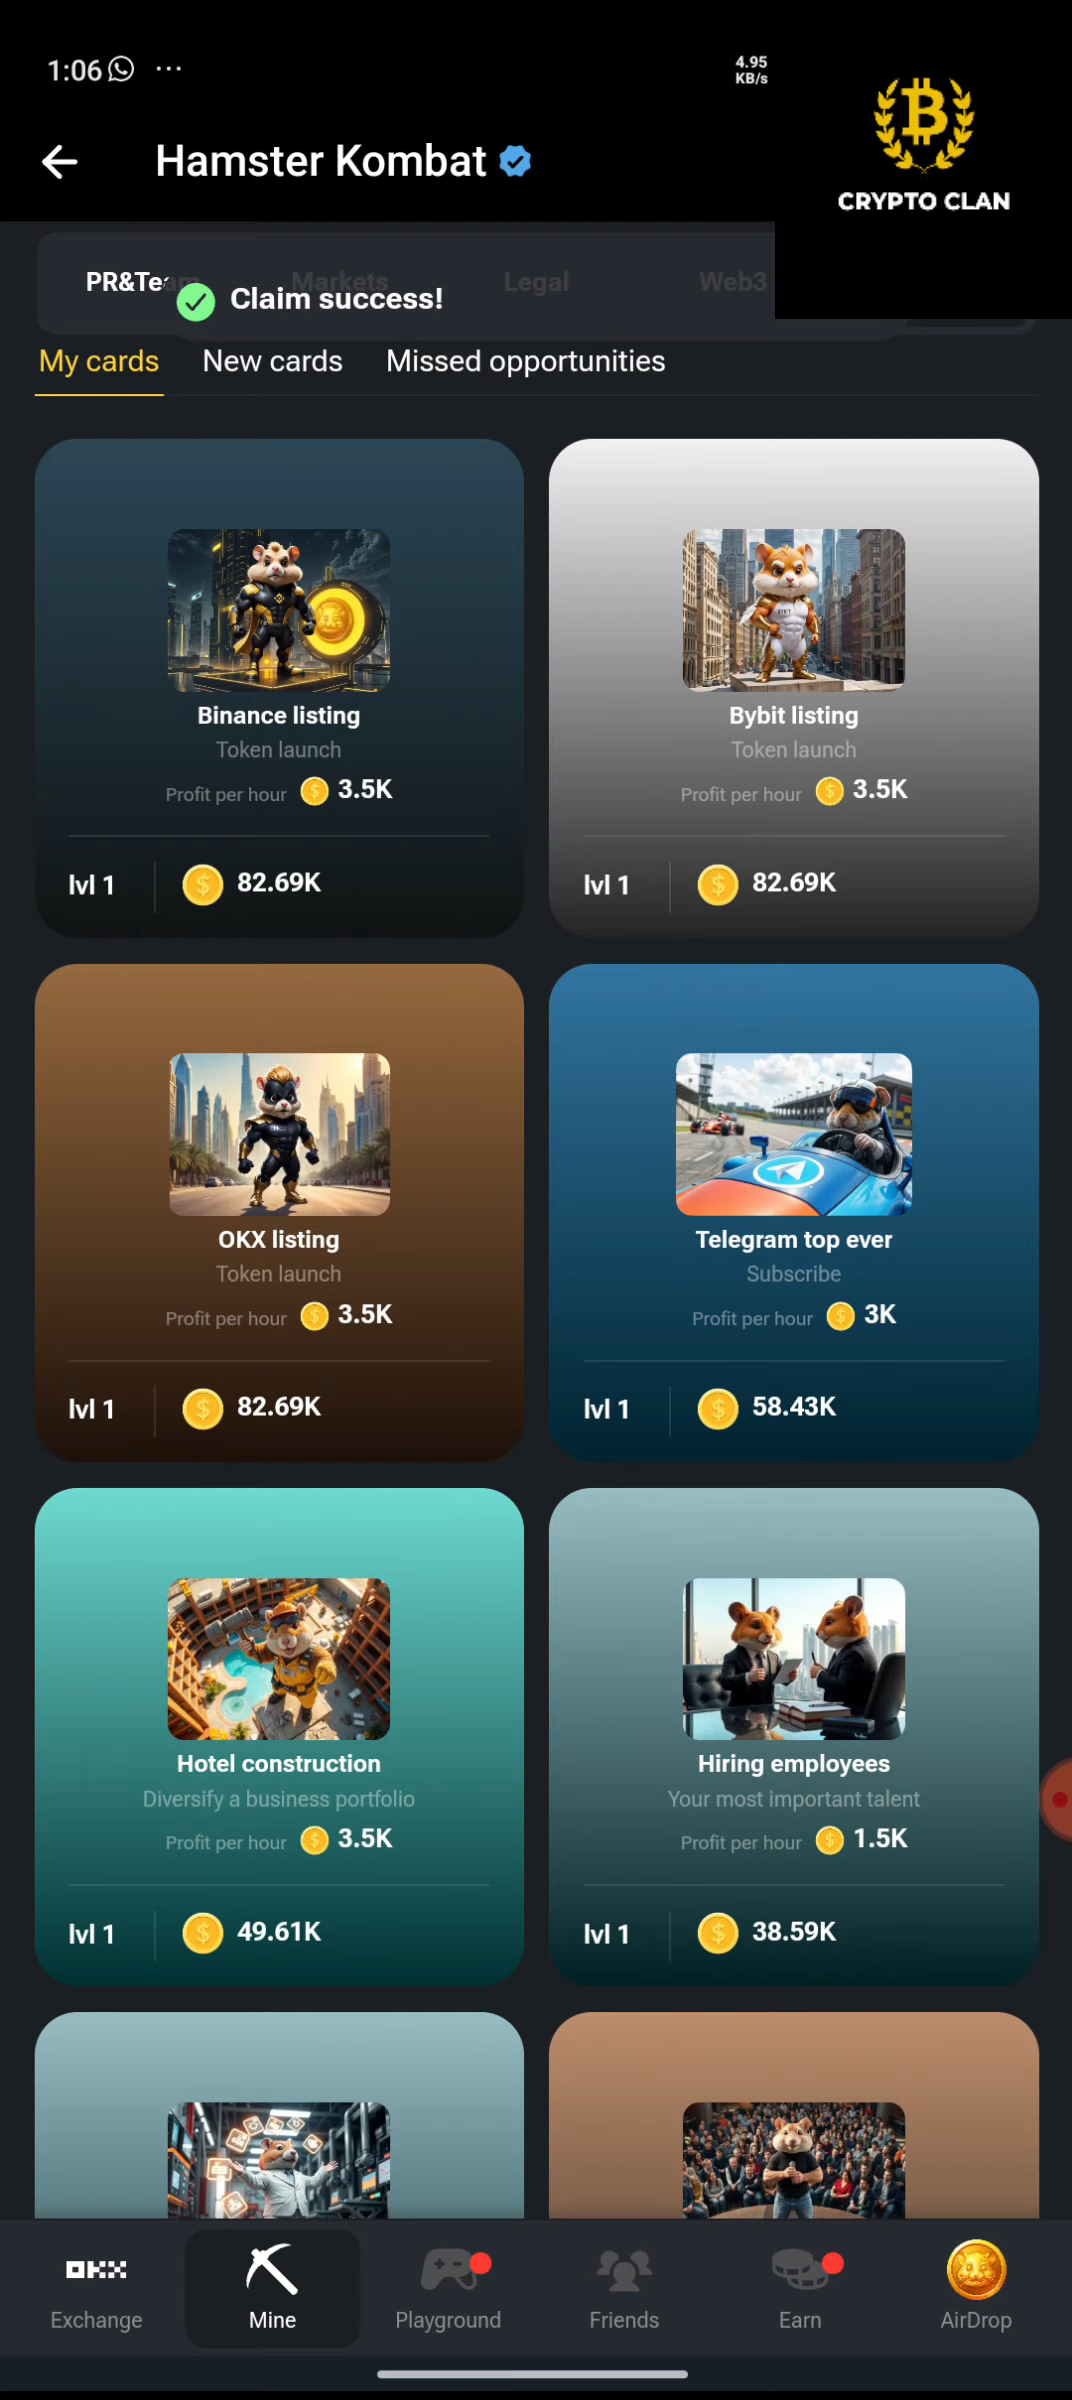 1:06 ...
4.95
KB/s
Hamster Kombat
CRYPTO CLAN
PR&Team Markets Legal Web3
Claim success!
My cards New cards Missed opportunities
Binance listing
Token launch
Profit per hour 3.5K
lvl 1 82.69K
Bybit listing
Token launch
Profit per hour 3.5K
lvl 1 82.69K
OKX listing
Token launch
Profit per hour 3.5K
lvl 1 82.69K
Telegram top ever
Subscribe
Profit per hour 3K
lvl 1 58.43K
Hotel construction
Diversify a business portfolio
Profit per hour 3.5K
lvl 1 49.61K
Hiring employees
Your most important talent
Profit per hour 1.5K
lvl 1 38.59K
OKX
Exchange Mine Playground Friends Earn AirDrop